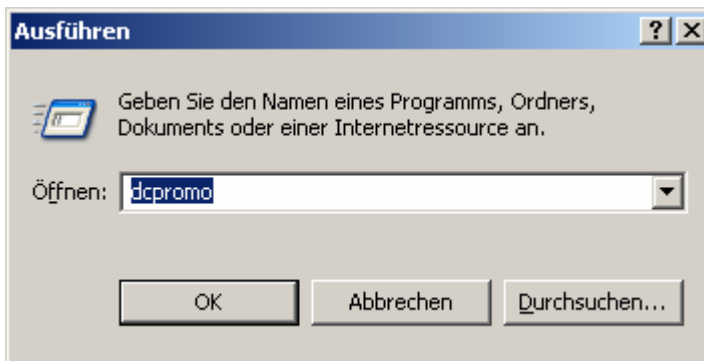 Ausführen
Geben Sie den Namen eines Programms, Ordners,
Dokuments oder einer Internetressource an.
Öffnen: dcpromo
OK Abbrechen Durchsuchen...